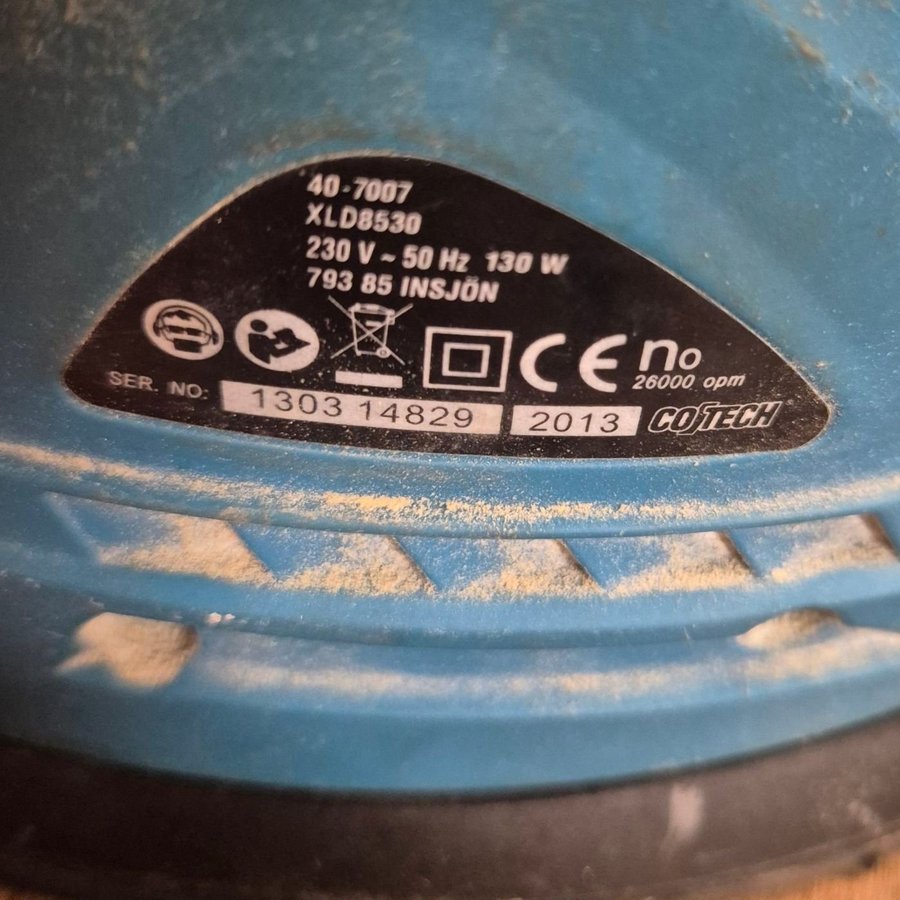 40-7007
XLD8530
230 V ~ 50 Hz 130 W
793 85 INSJÖN
CE n0
26000 opm
SER. NO: 1303 14829 2013 COTECH